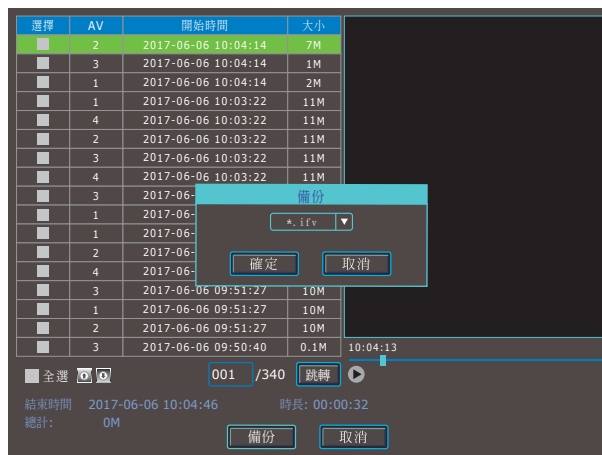 選擇 AV 開始時間 大小
2 2017-06-06 10:04:14 7M
3 2017-06-06 10:04:14 1M
1 2017-06-06 10:04:14 2M
1 2017-06-06 10:03:22 11M
4 2017-06-06 10:03:22 11M
2 2017-06-06 10:03:22 11M
3 2017-06-06 10:03:22 11M
4 2017-06-06 10:03:22 11M
3 2017-06-
備份
1 2017-06-
*.ifv
1 2017-06-
2 2017-06-
確定 取消
4 2017-06-
3 2017-06-06 09:51:27 10M
1 2017-06-06 09:51:27 10M
2 2017-06-06 09:51:27 10M
3 2017-06-06 09:50:40 0.1M
10:04:13
全選 001 /340 跳轉
結束時間 2017-06-06 10:04:46 時長: 00:00:32
總計: 0M
備份 取消